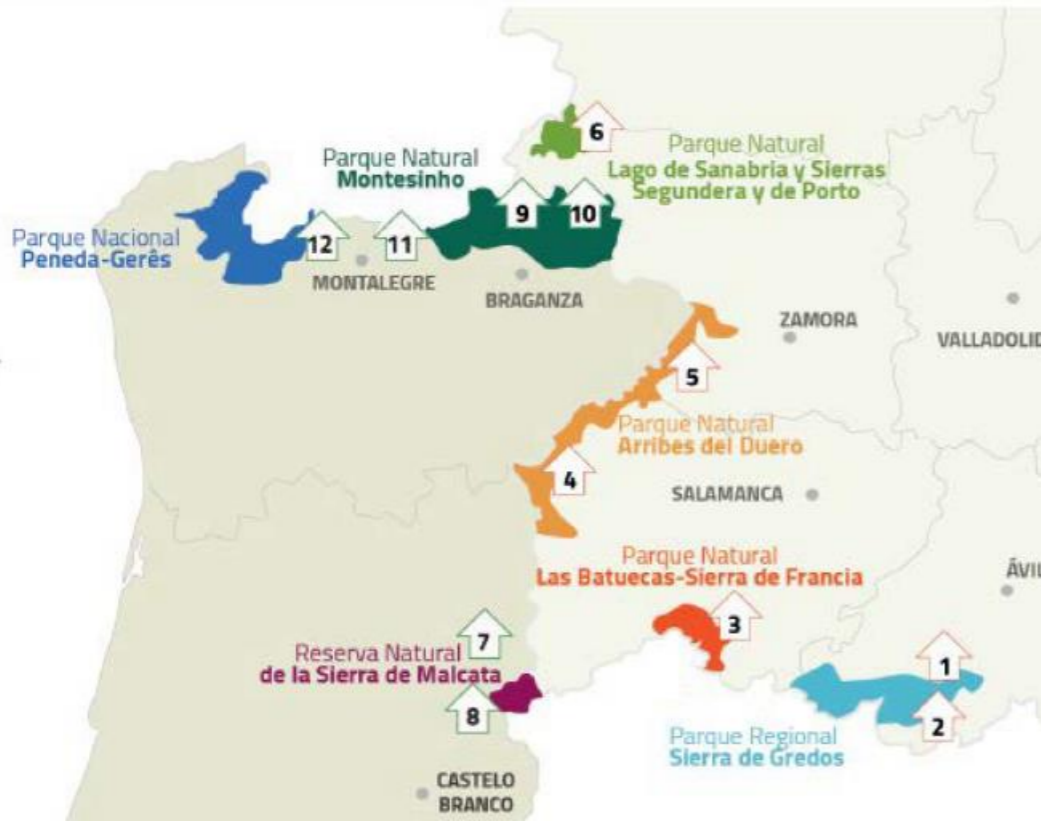 6
Parque Natural
Lago de Sanabria y Sierras
Segundera y de Porto
Parque Natural
Montesinho
9
10
Parque Nacional
Peneda-Gerês
12
11
MONTALEGRE
BRAGANZA
ZAMORA
VALLADOLID
5
Parque Natural
Arribes del Duero
4
SALAMANCA
Parque Natural
Las Batuecas-Sierra de Francia
ÁVIL
3
7
Reserva Natural
de la Sierra de Malcata
8
1
2
Parque Regional
Sierra de Gredos
CASTELO
BRANCO